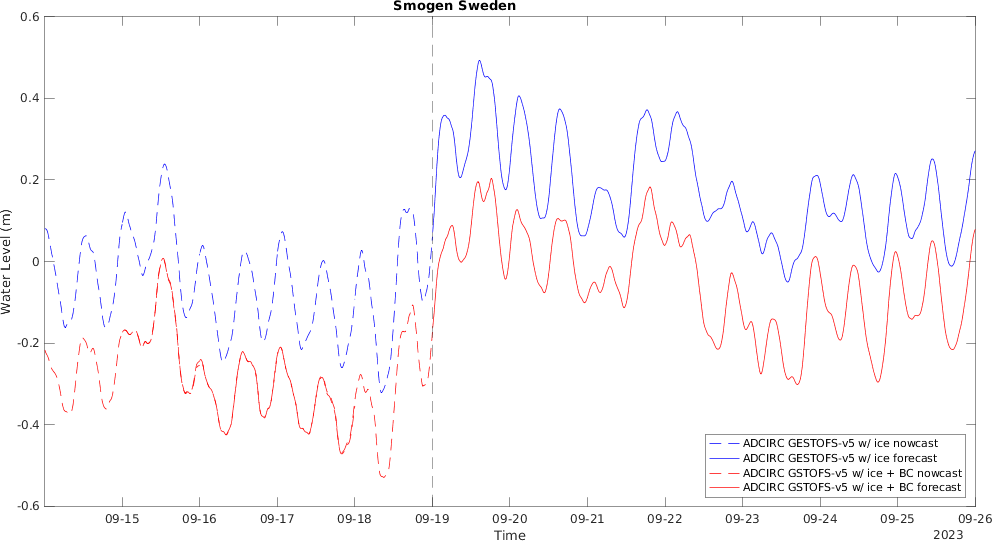 Smogen Sweden
0.6
0.4
0.2
0
-0.2
-0.4
-0.6
Water Level (m)
ADCIRC GESTOFS-v5 w/ ice nowcast
ADCIRC GESTOFS-v5 w/ ice forecast
ADCIRC GSTOFS-v5 w/ ice + BC nowcast
ADCIRC GSTOFS-v5 w/ ice + BC forecast
09-15 09-16 09-17 09-18 09-19 09-20 09-21 09-22 09-23 09-24 09-25 09-26
Time
2023